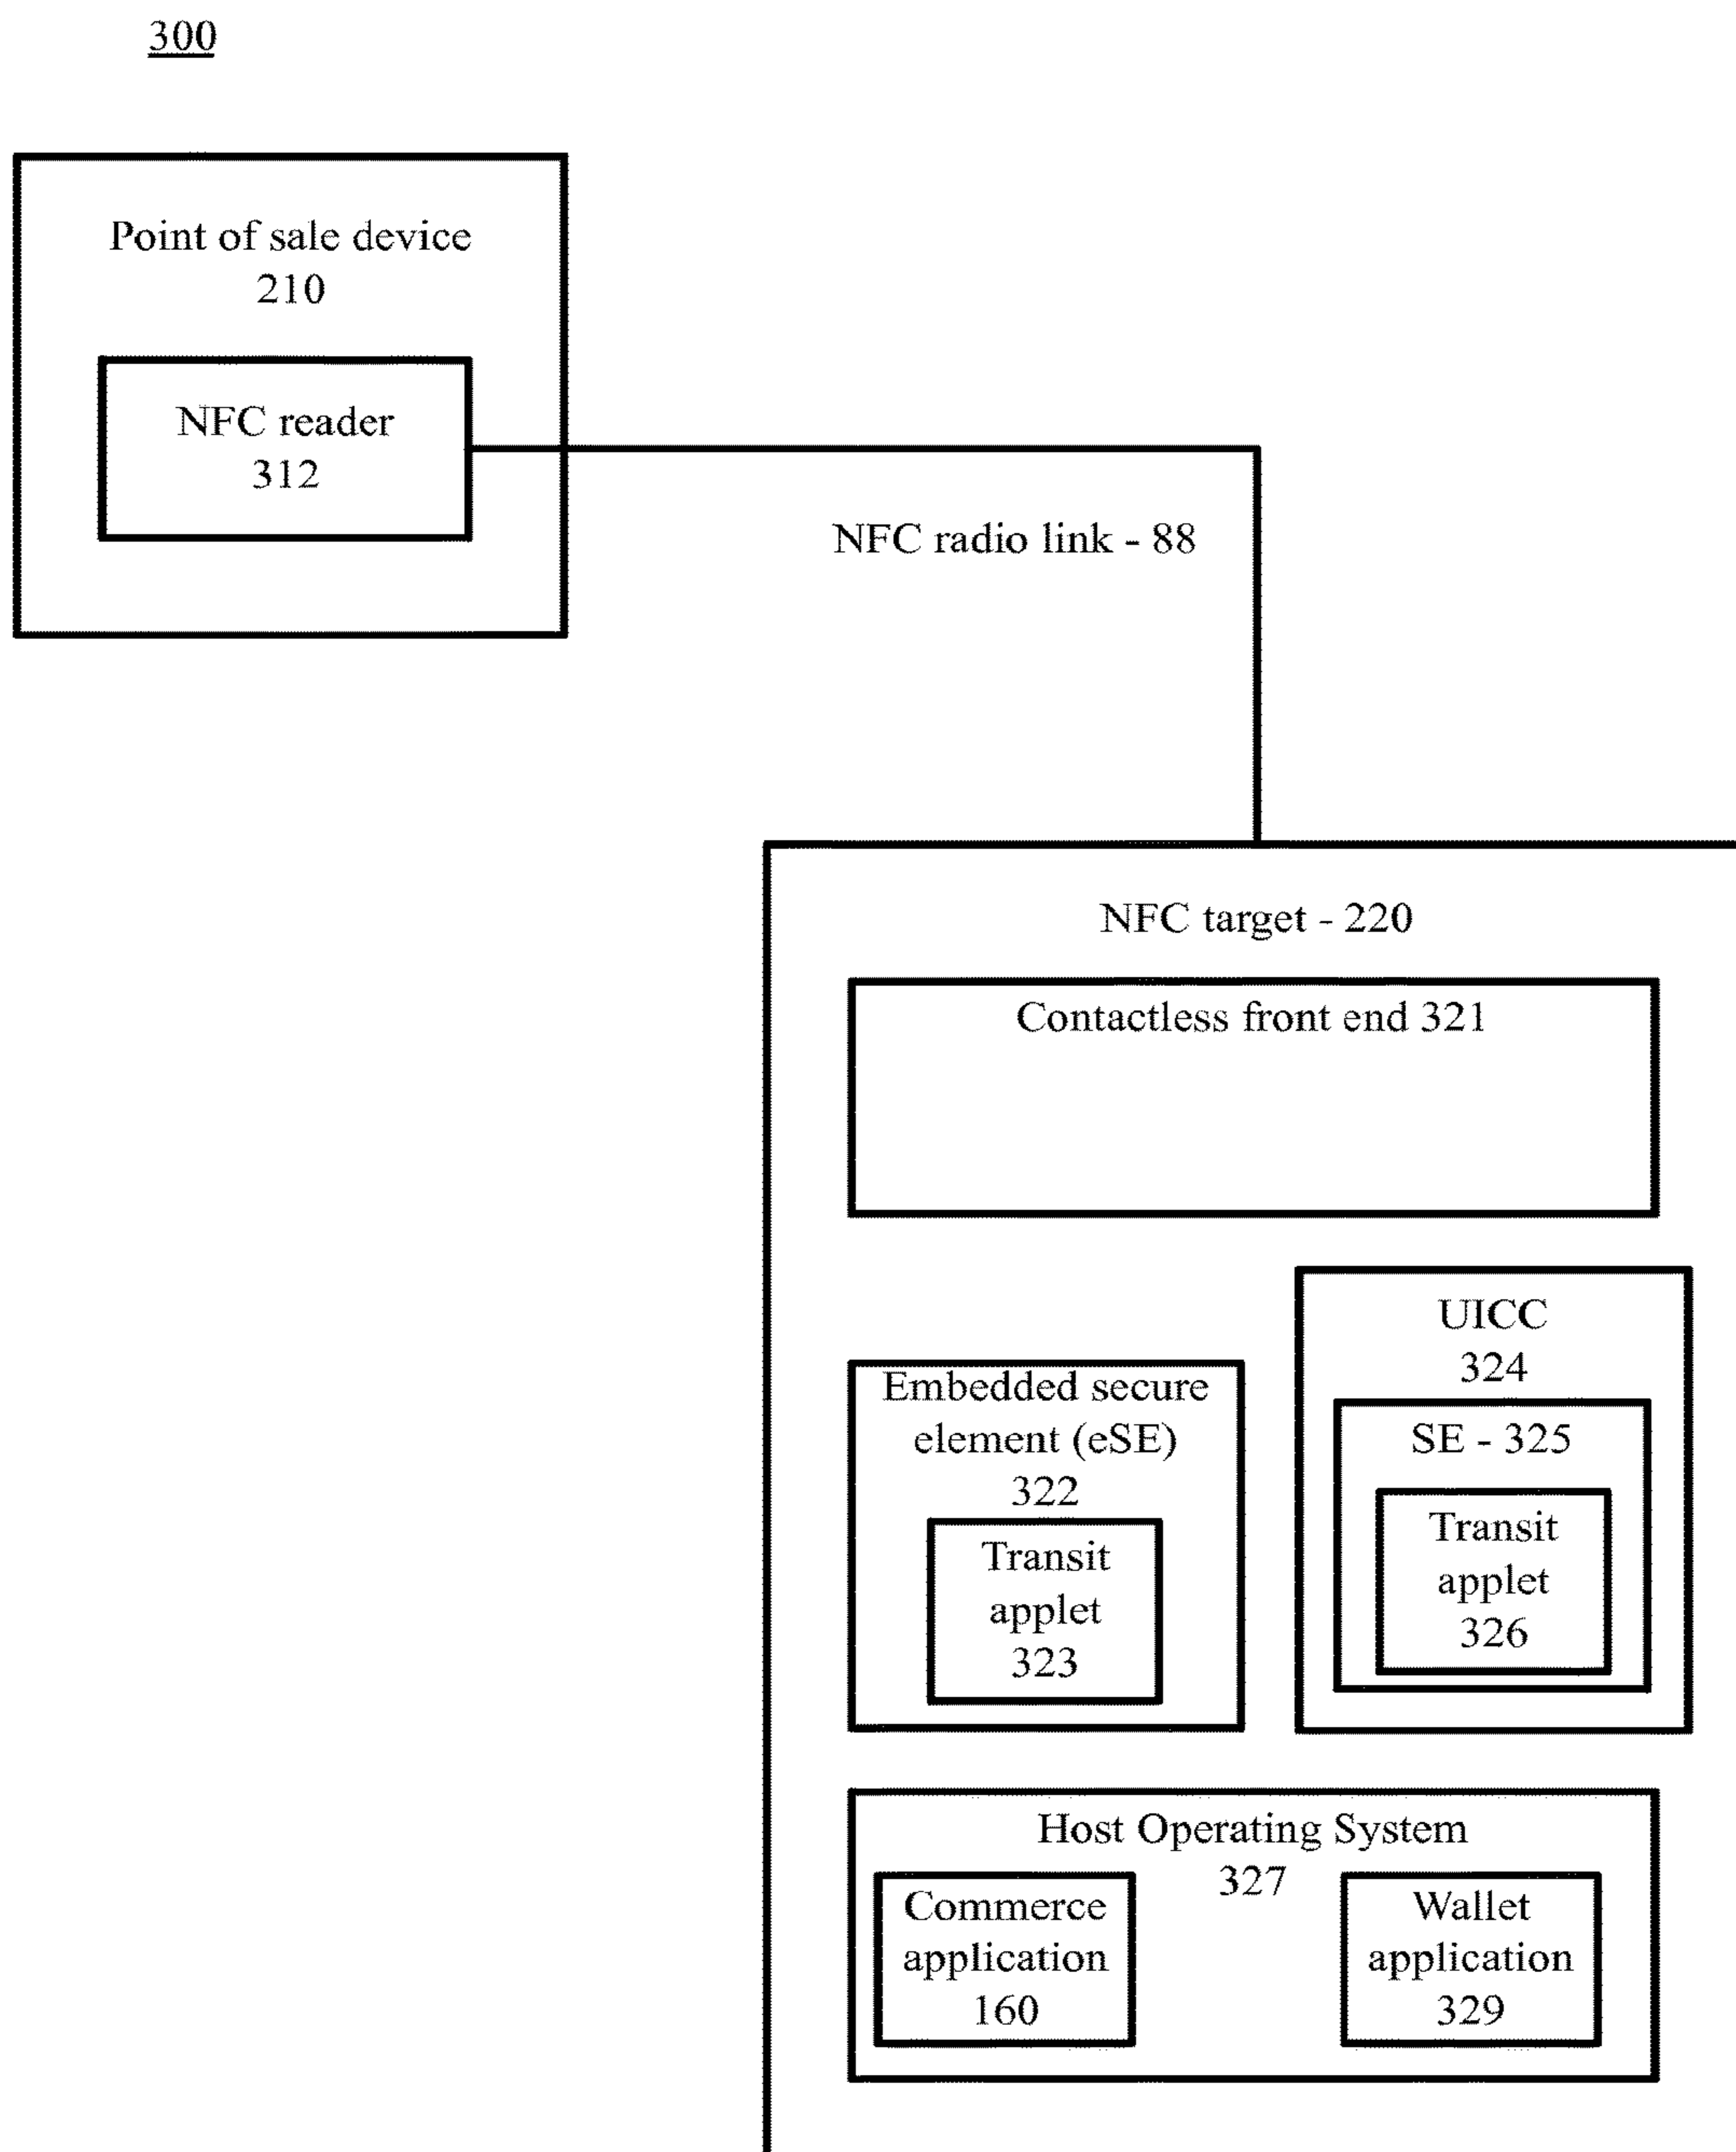 300
Point of sale device
210
NFC reader
312
NFC radio link - 88
NFC target - 220
Contactless front end 321
Embedded secure
element (eSE)
322
Transit
applet
323
UICC
324
SE - 325
Transit
applet
326
Host Operating System
327
Commerce
application
160
Wallet
application
329